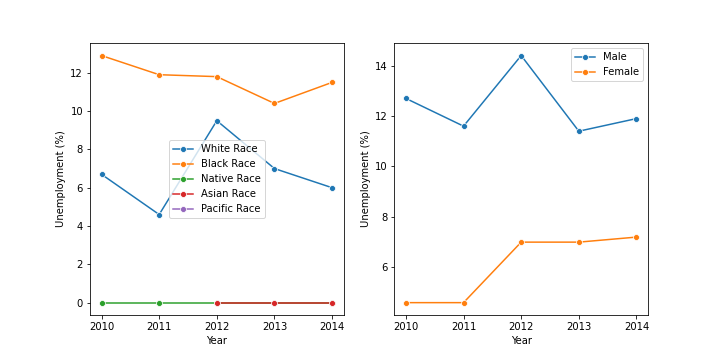 Unemployment (%)
12
10
8
6
4
2
0
White Race
Black Race
Native Race
Asian Race
Pacific Race
2010 2011 2012 2013 2014
Year
Unemployment (%)
14
12
10
8
6
Male
Female
2010 2011 2012 2013 2014
Year